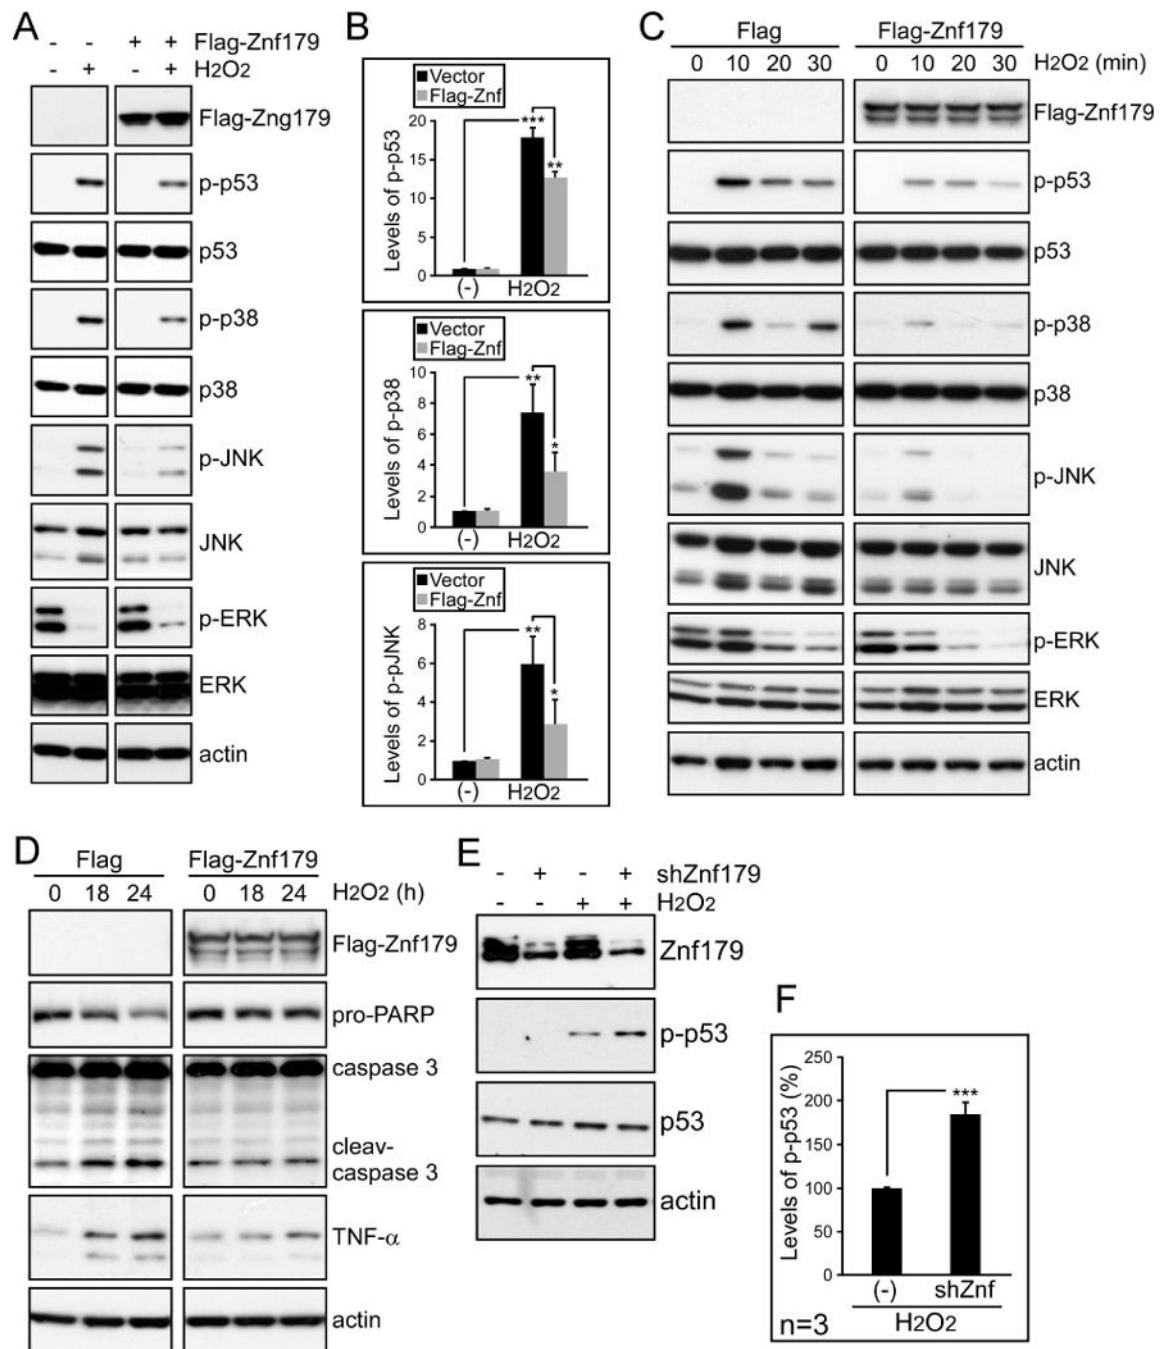 A
- - + + Flag-Znf179
- + - + H2O2
Flag-Zng179
p-p53
p53
p-p38
p38
p-JNK
JNK
p-ERK
ERK
actin
B
Vector
Flag-Znf
Levels of p-p53
20
15
10
5
0
***
**
(-) H2O2
Vector
Flag-Znf
Levels of p-p38
10
8
6
4
2
0
**
*
(-) H2O2
Vector
Flag-Znf
Levels of p-pJNK
8
6
4
2
0
**
*
(-) H2O2
C
Flag Flag-Znf179
0 10 20 30 0 10 20 30 H2O2 (min)
Flag-Znf179
p-p53
p53
p-p38
p38
p-JNK
JNK
p-ERK
ERK
actin
D
Flag Flag-Znf179
0 18 24 0 18 24 H2O2 (h)
Flag-Znf179
pro-PARP
caspase 3
cleav-
caspase 3
TNF-α
actin
E
- + - + shZnf179
- - + + H2O2
Znf179
p-p53
p53
actin
F
Levels of p-p53 (%)
250
200
150
100
50
0
***
(-) shZnf
H2O2
n=3